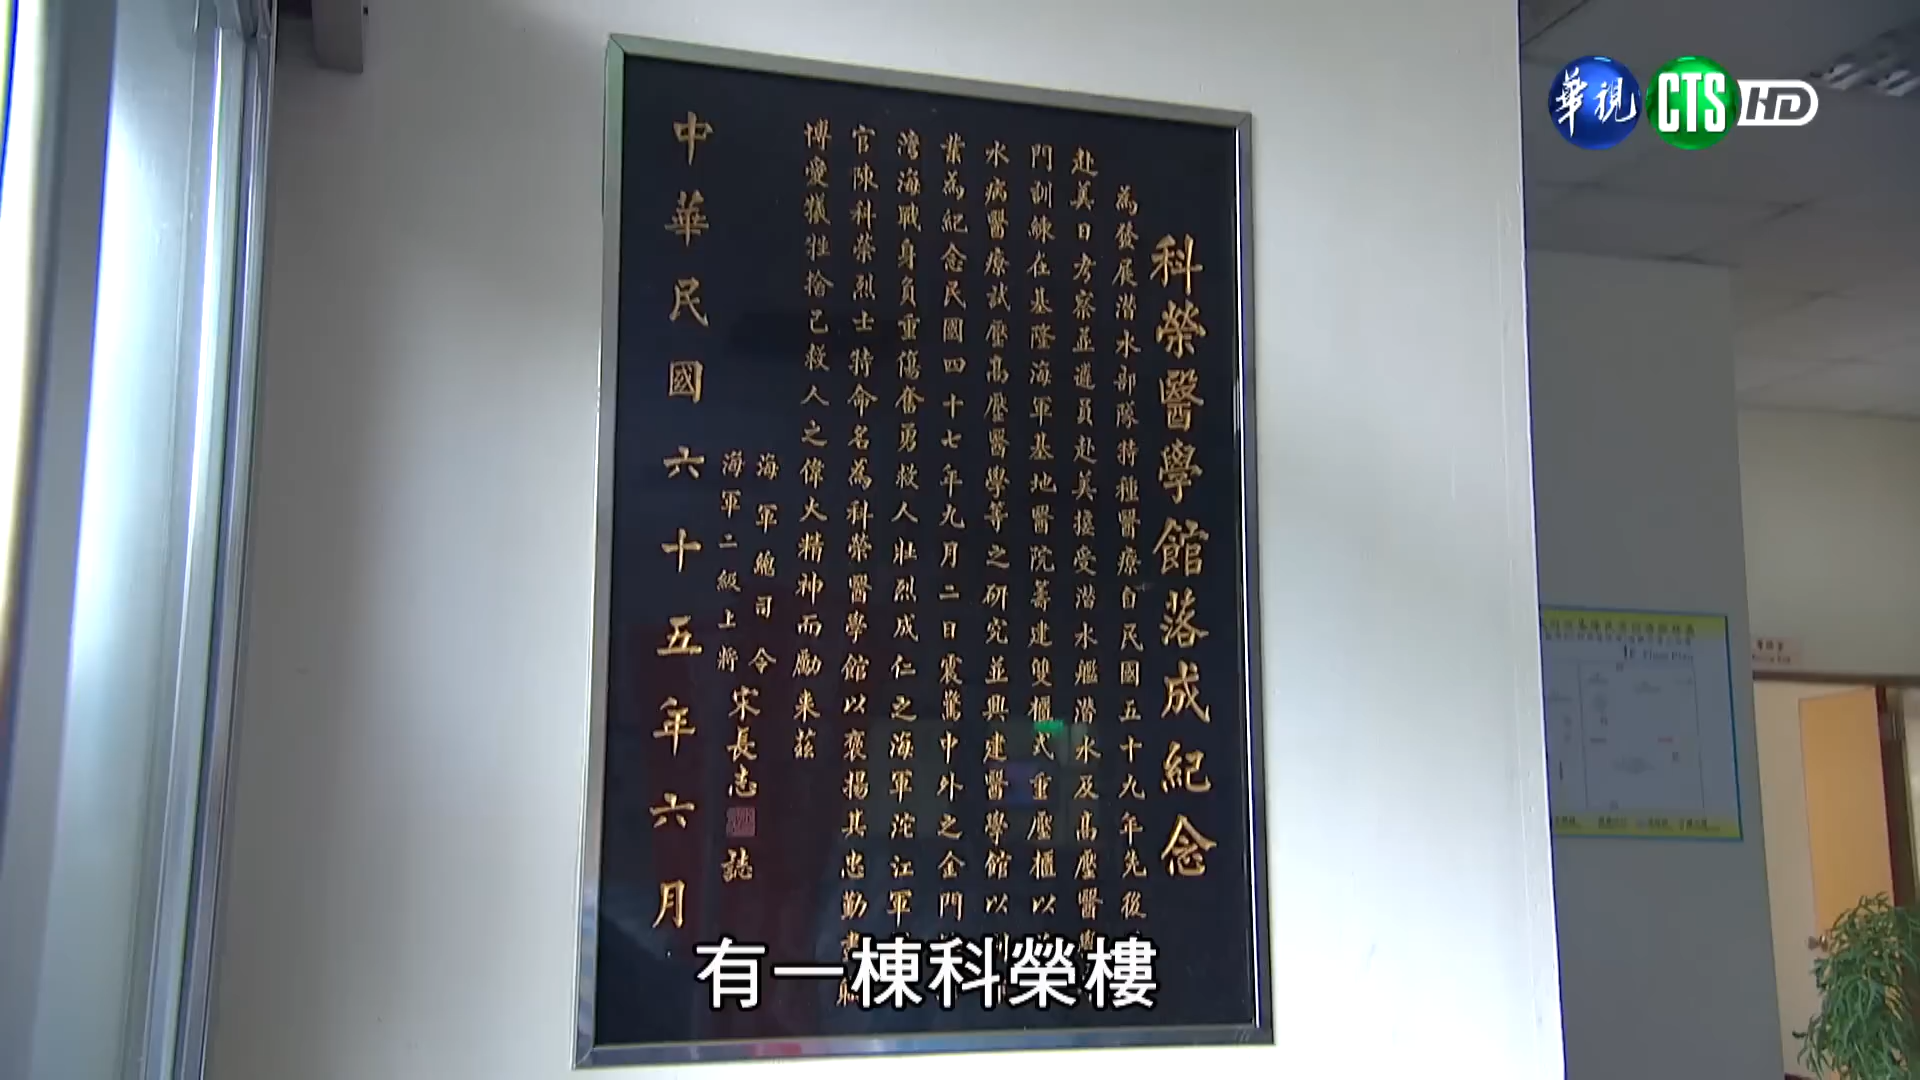 科榮醫學館落成紀念
為發展潛水部隊特種醫療自民國五十九年先後
赴美日考察並遴員赴美接受潛水艦潛水及高壓醫學
門訓練在基隆海軍基地醫院籌建雙櫃式重壓櫃以
水病醫療試壓高壓醫學等之研究並興建醫學館以利
業為紀念民國四十七年九月二日震驚中外之金門
灣海戰身負重傷奮勇救人壯烈成仁之海軍沱江軍
官陳科榮烈士特命名為科榮醫學館以褒揚其忠勤
博愛犧牲捨己救人之偉大精神而勵來茲
海軍總司令
海軍二級上將
宋長志
誌
中華民國六十五年六月
有一棟科榮樓
華視
CTS
HD